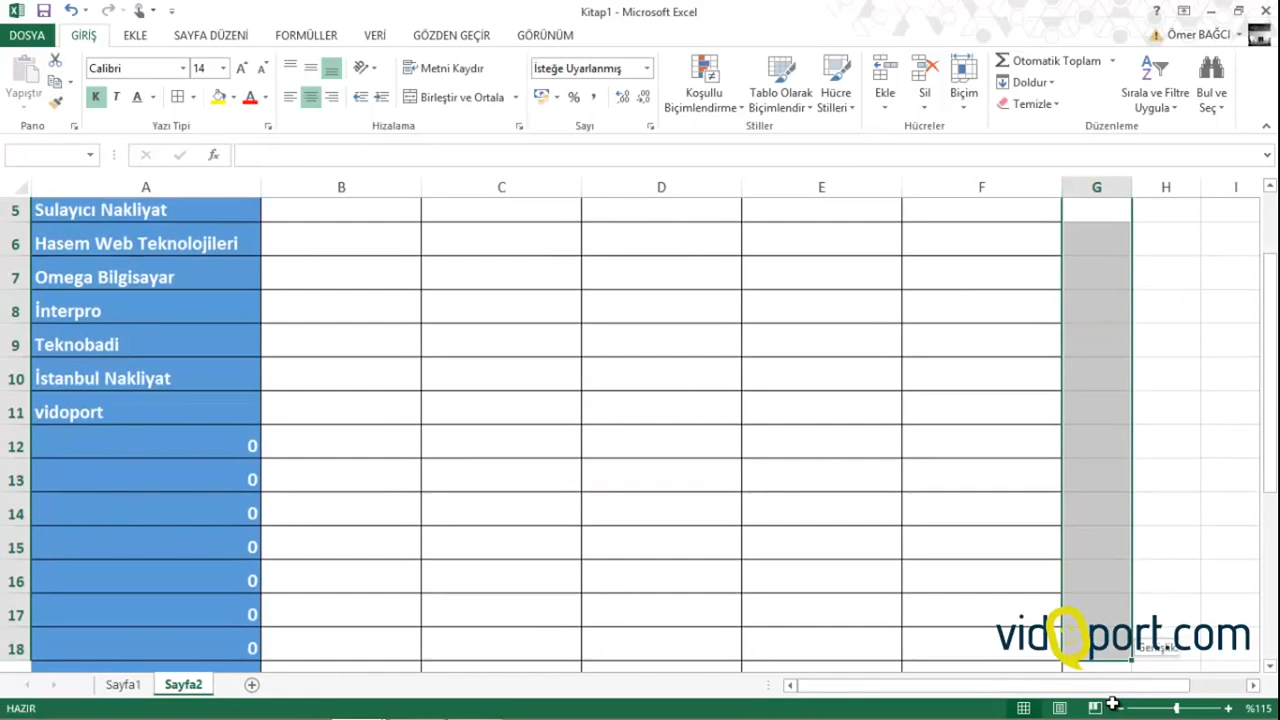 Kitap1 - Microsoft Excel
DOSYA GİRİŞ EKLE SAYFA DÜZENİ FORMÜLLER VERİ GÖZDEN GEÇİR GÖRÜNÜM Ömer BAĞCI
Calibri 14 Metni Kaydır İsteğe Uyarlanmış Otomatik Toplam
Yapıştır K T A Birleştir ve Ortala % Koşullu Biçimlendirme Tablo Olarak Biçimlendir Hücre Stilleri Ekle Sil Biçim Doldur Temizle Sırala ve Filtre Uygula Bul ve Seç
Pano Yazı Tipi Hizalama Sayı Stiller Hücreler Düzenleme
fx
A B C D E F G H I
5 Sulayıcı Nakliyat
6 Hasem Web Teknolojileri
7 Omega Bilgisayar
8 İnterpro
9 Teknobadi
10 İstanbul Nakliyat
11 vidoport
12 0
13 0
14 0
15 0
16 0
17 0
18 0
vidoport.com
Sayfa1 Sayfa2
HAZIR %115